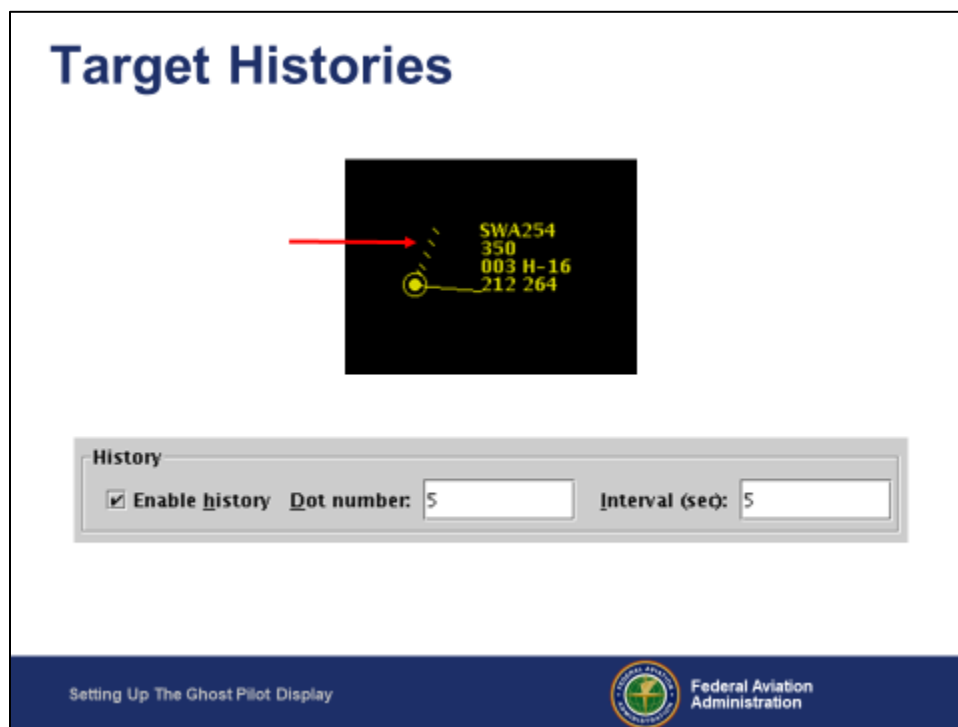 Target Histories
SWA254
350
003 H-16
212 264
History
Enable history Dot number: 5 Interval (sec): 5
Setting Up The Ghost Pilot Display
Federal Aviation
Administration